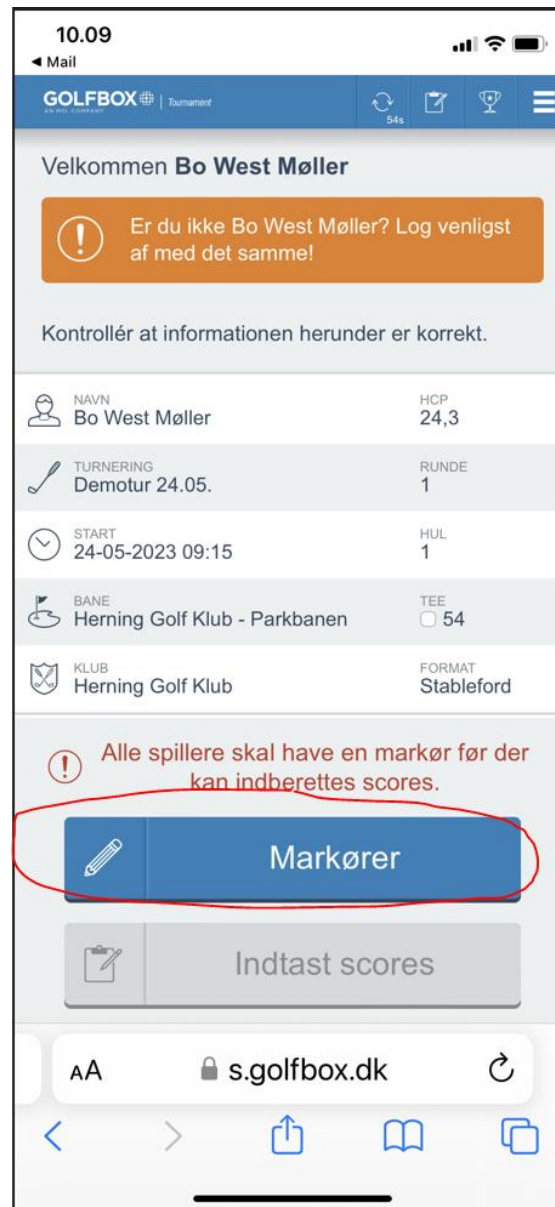 10.09
◀ Mail
GOLFBOX | Tournament
AN MSL COMPANY
54s
Velkommen Bo West Møller
Er du ikke Bo West Møller? Log venligst
af med det samme!
Kontrollér at informationen herunder er korrekt.
NAVN HCP
Bo West Møller 24,3
TURNERING RUNDE
Demotur 24.05. 1
START HUL
24-05-2023 09:15 1
BANE TEE
Herning Golf Klub - Parkbanen 54
KLUB FORMAT
Herning Golf Klub Stableford
Alle spillere skal have en markør før der
kan indberettes scores.
Markører
Indtast scores
AA s.golfbox.dk